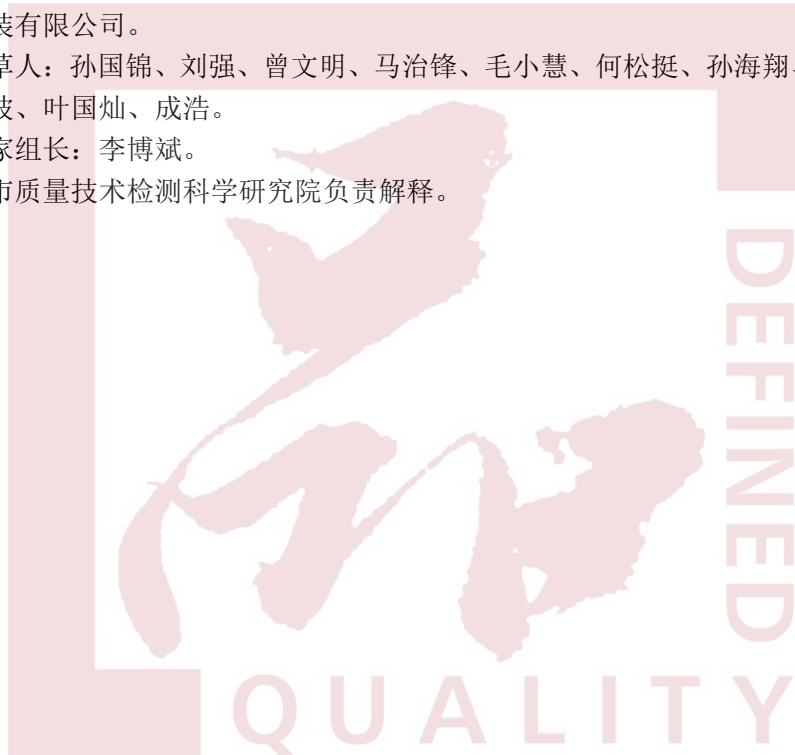 装有限公司。
草人：孙国锦、刘强、曾文明、马治锋、毛小慧、何松挺、孙海翔、
波、叶国灿、成浩。
家组长：李博斌。
市质量技术检测科学研究院负责解释。
DEFINED
QUALITY